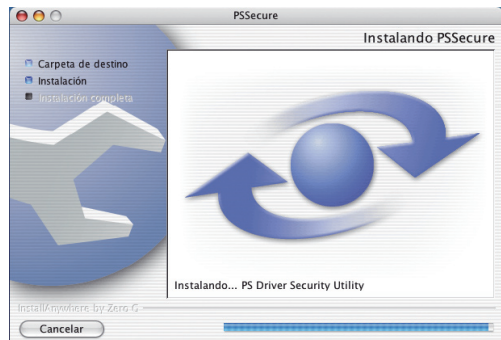 PSSecure
Instalando PSSecure
Carpeta de destino
Instalación
Instalación completa
Instalando... PS Driver Security Utility
InstallAnywhere by Zero G
Cancelar